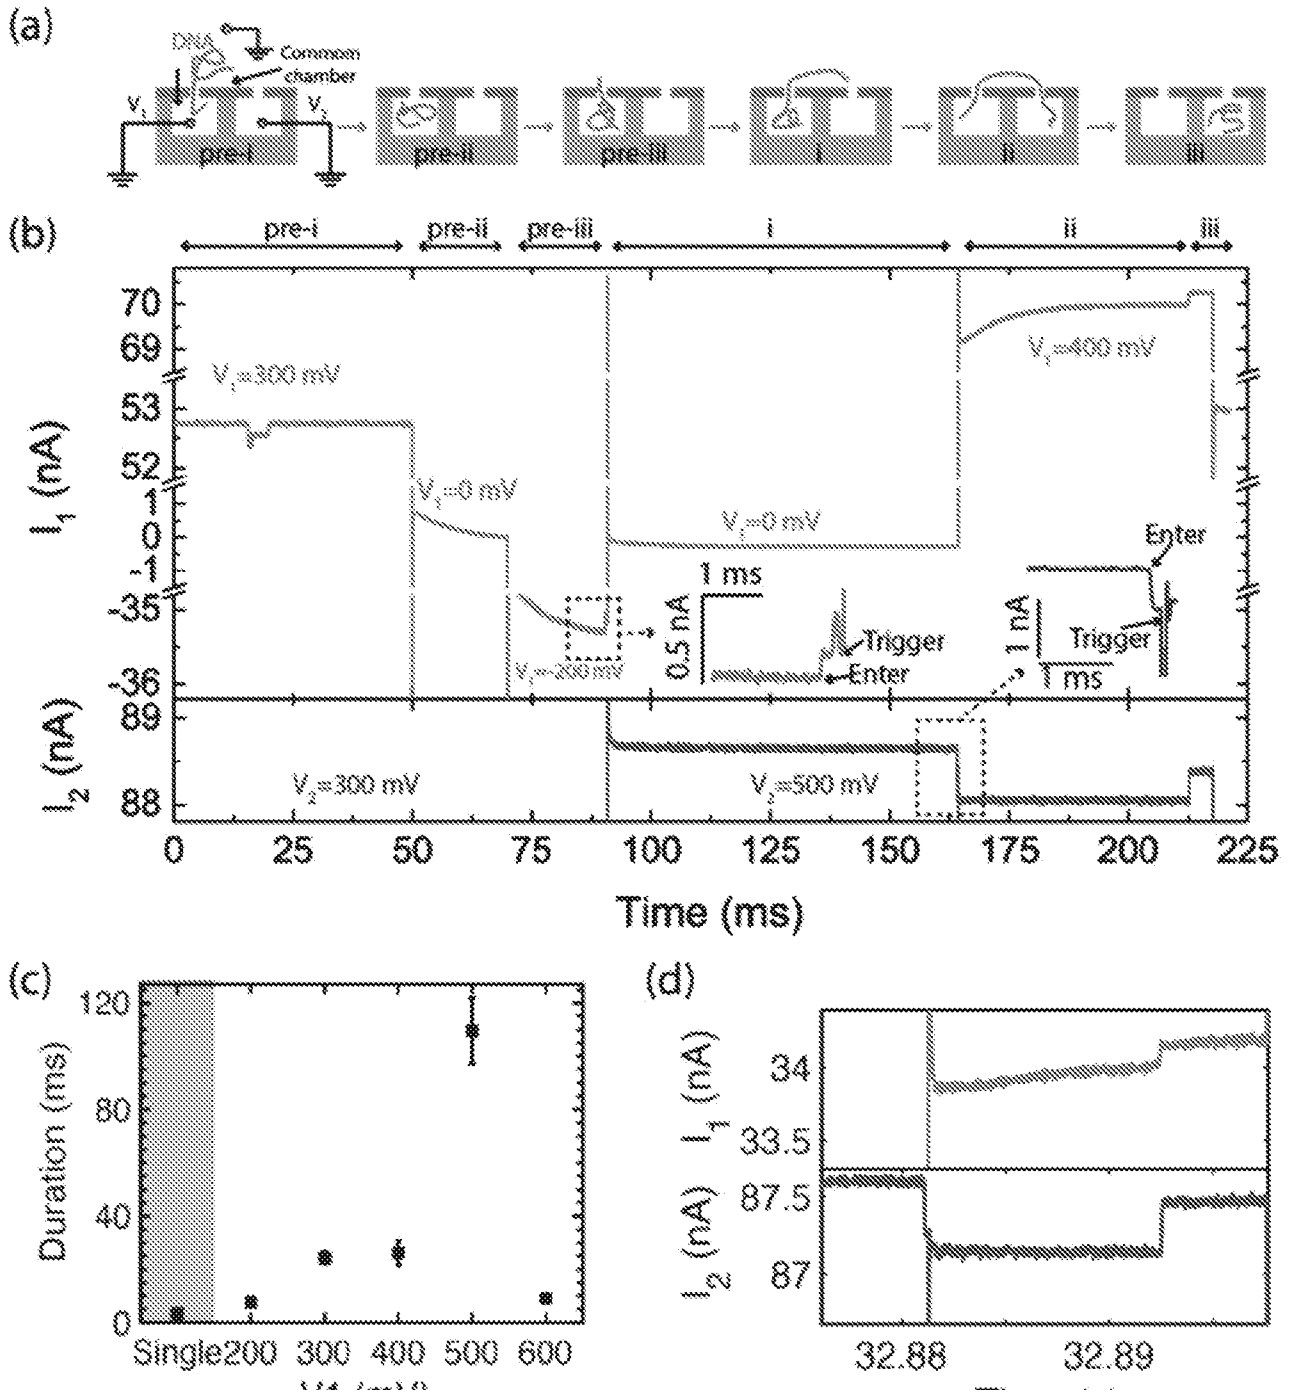 (a)
DNA
Commom
chamber
V1
V2
pre-i
pre-ii
pre-iii
i
ii
iii
(b)
pre-i pre-ii pre-iii i ii iii
I1 (nA)
70
69
53
52
1
0
-1
-35
-36
V1=300 mV
V1=0 mV
V1=-200 mV
V1=0 mV
V1=400 mV
1 ms
0.5 nA
Trigger
Enter
Enter
1 nA
Trigger
1 ms
I2 (nA)
89
88
V2=300 mV
V2=500 mV
0 25 50 75 100 125 150 175 200 225
Time (ms)
(c)
Duration (ms)
120
80
40
0
Single 200 300 400 500 600
(d)
I1 (nA)
34
33.5
I2 (nA)
87.5
87
32.88 32.89